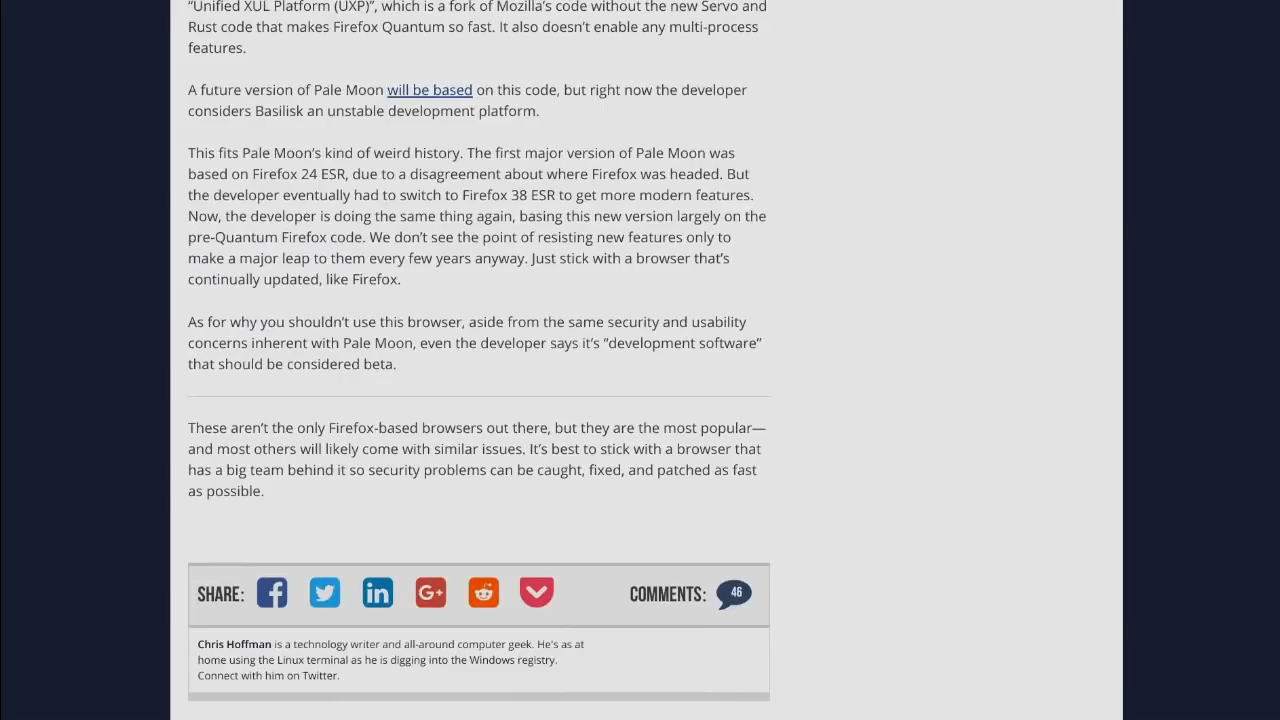 “Unified XUL Platform (UXP)”, which is a fork of Mozilla’s code without the new Servo and
Rust code that makes Firefox Quantum so fast. It also doesn’t enable any multi-process
features.
A future version of Pale Moon will be based on this code, but right now the developer
considers Basilisk an unstable development platform.
This fits Pale Moon’s kind of weird history. The first major version of Pale Moon was
based on Firefox 24 ESR, due to a disagreement about where Firefox was headed. But
the developer eventually had to switch to Firefox 38 ESR to get more modern features.
Now, the developer is doing the same thing again, basing this new version largely on the
pre-Quantum Firefox code. We don’t see the point of resisting new features only to
make a major leap to them every few years anyway. Just stick with a browser that’s
continually updated, like Firefox.
As for why you shouldn’t use this browser, aside from the same security and usability
concerns inherent with Pale Moon, even the developer says it’s “development software”
that should be considered beta.
These aren’t the only Firefox-based browsers out there, but they are the most popular—
and most others will likely come with similar issues. It’s best to stick with a browser that
has a big team behind it so security problems can be caught, fixed, and patched as fast
as possible.
SHARE: COMMENTS: 46
Chris Hoffman is a technology writer and all-around computer geek. He's as at
home using the Linux terminal as he is digging into the Windows registry.
Connect with him on Twitter.